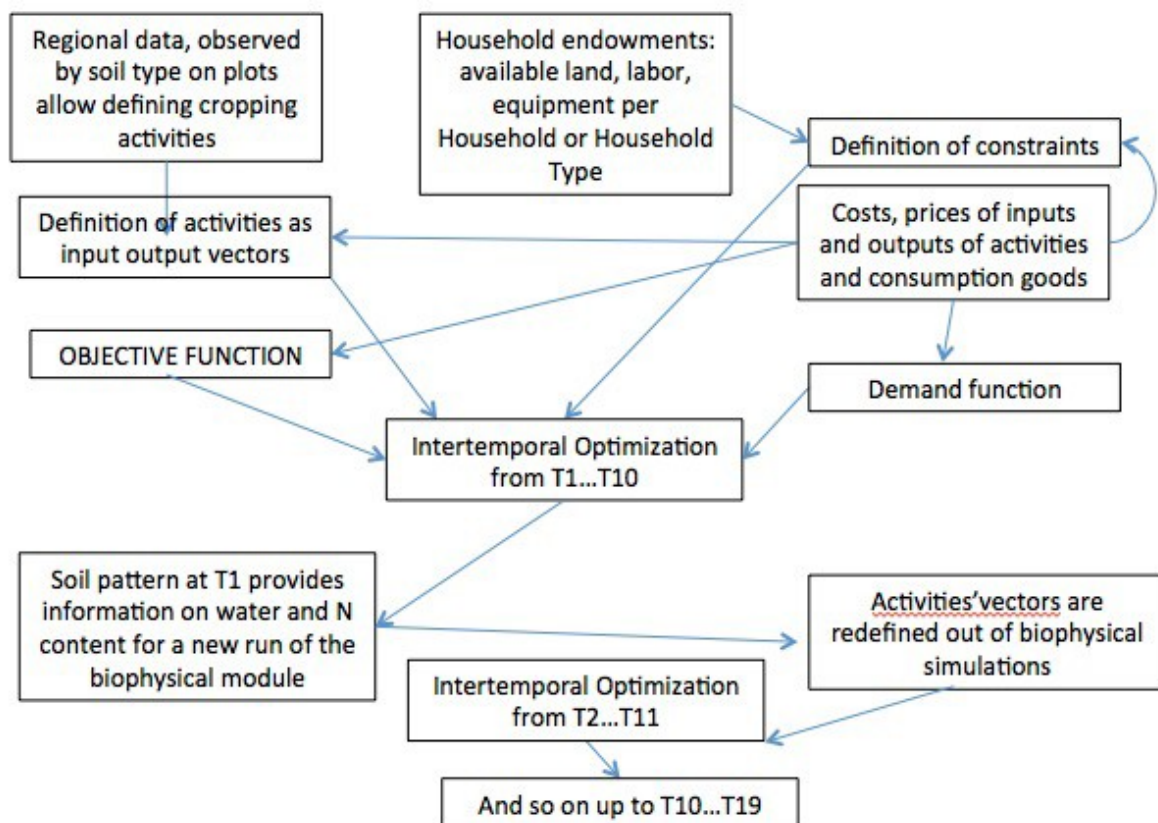 Regional data, observed
by soil type on plots
allow defining cropping
activities
Household endowments:
available land, labor,
equipment per
Household or Household
Type
Definition of constraints
Definition of activities as
input output vectors
Costs, prices of inputs
and outputs of activities
and consumption goods
OBJECTIVE FUNCTION
Demand function
Intertemporal Optimization
from T1...T10
Soil pattern at T1 provides
information on water and N
content for a new run of the
biophysical module
Activities'vectors are
redefined out of biophysical
simulations
Intertemporal Optimization
from T2...T11
And so on up to T10...T19